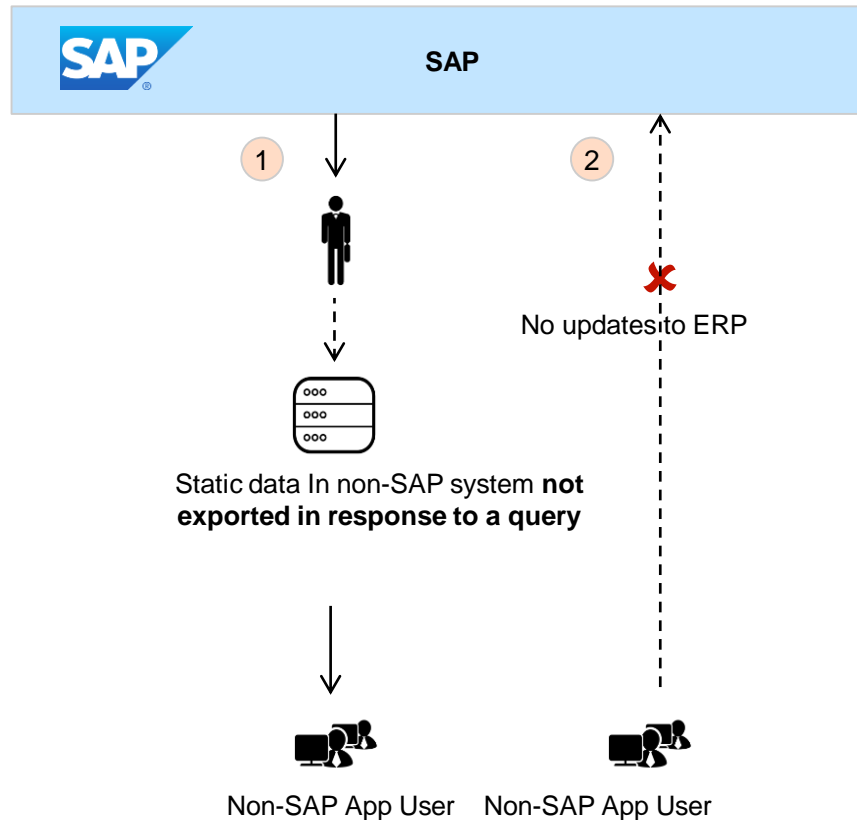 SAP
®
SAP
1
2
No updates to ERP
Static data In non-SAP system not
exported in response to a query
Non-SAP App User
Non-SAP App User